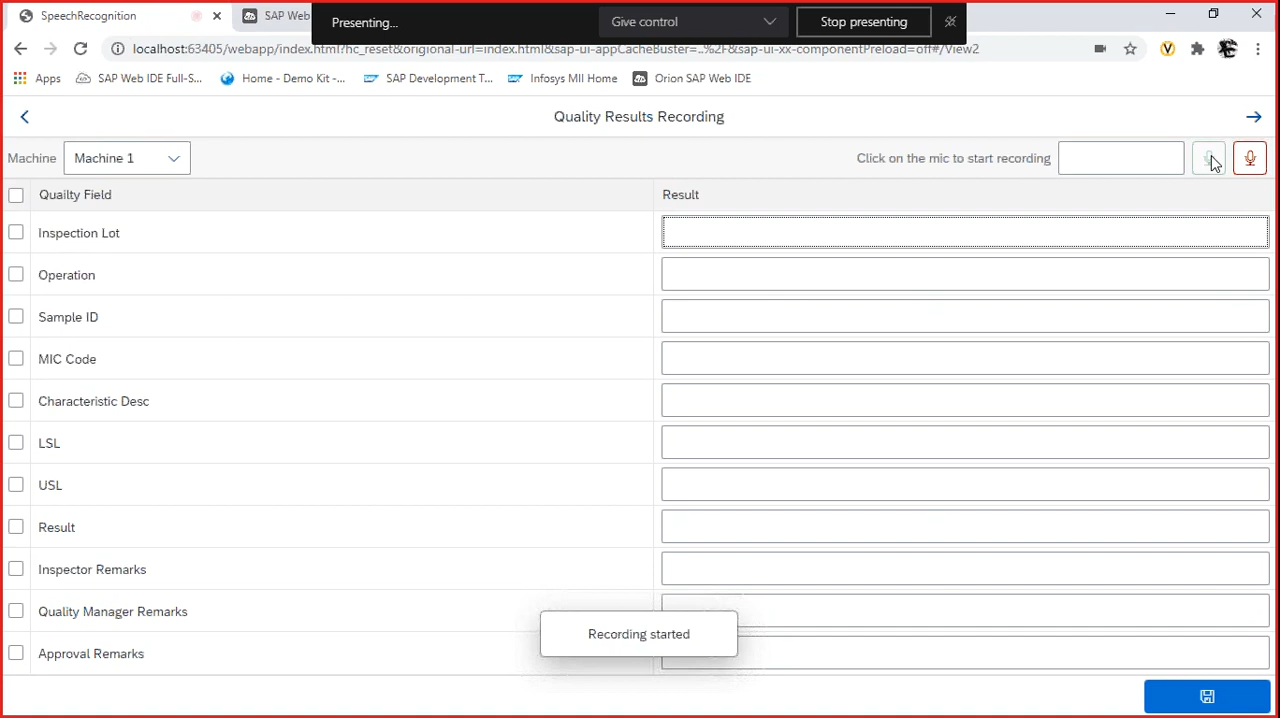 SpeechRecognition
SAP Web
Presenting...
Give control
Stop presenting
localhost:63405/webapp/index.html?hc_reset&origional-url=index.html&sap-ui-appCacheBuster=..%2F&sap-ui-xx-componentPreload=off#/View2
Apps
SAP Web IDE Full-S...
Home - Demo Kit -...
SAP Development T...
Infosys MII Home
Orion SAP Web IDE
Quality Results Recording
Machine
Machine 1
Click on the mic to start recording
Quailty Field
Result
Inspection Lot
Operation
Sample ID
MIC Code
Characteristic Desc
LSL
USL
Result
Inspector Remarks
Quality Manager Remarks
Recording started
Approval Remarks